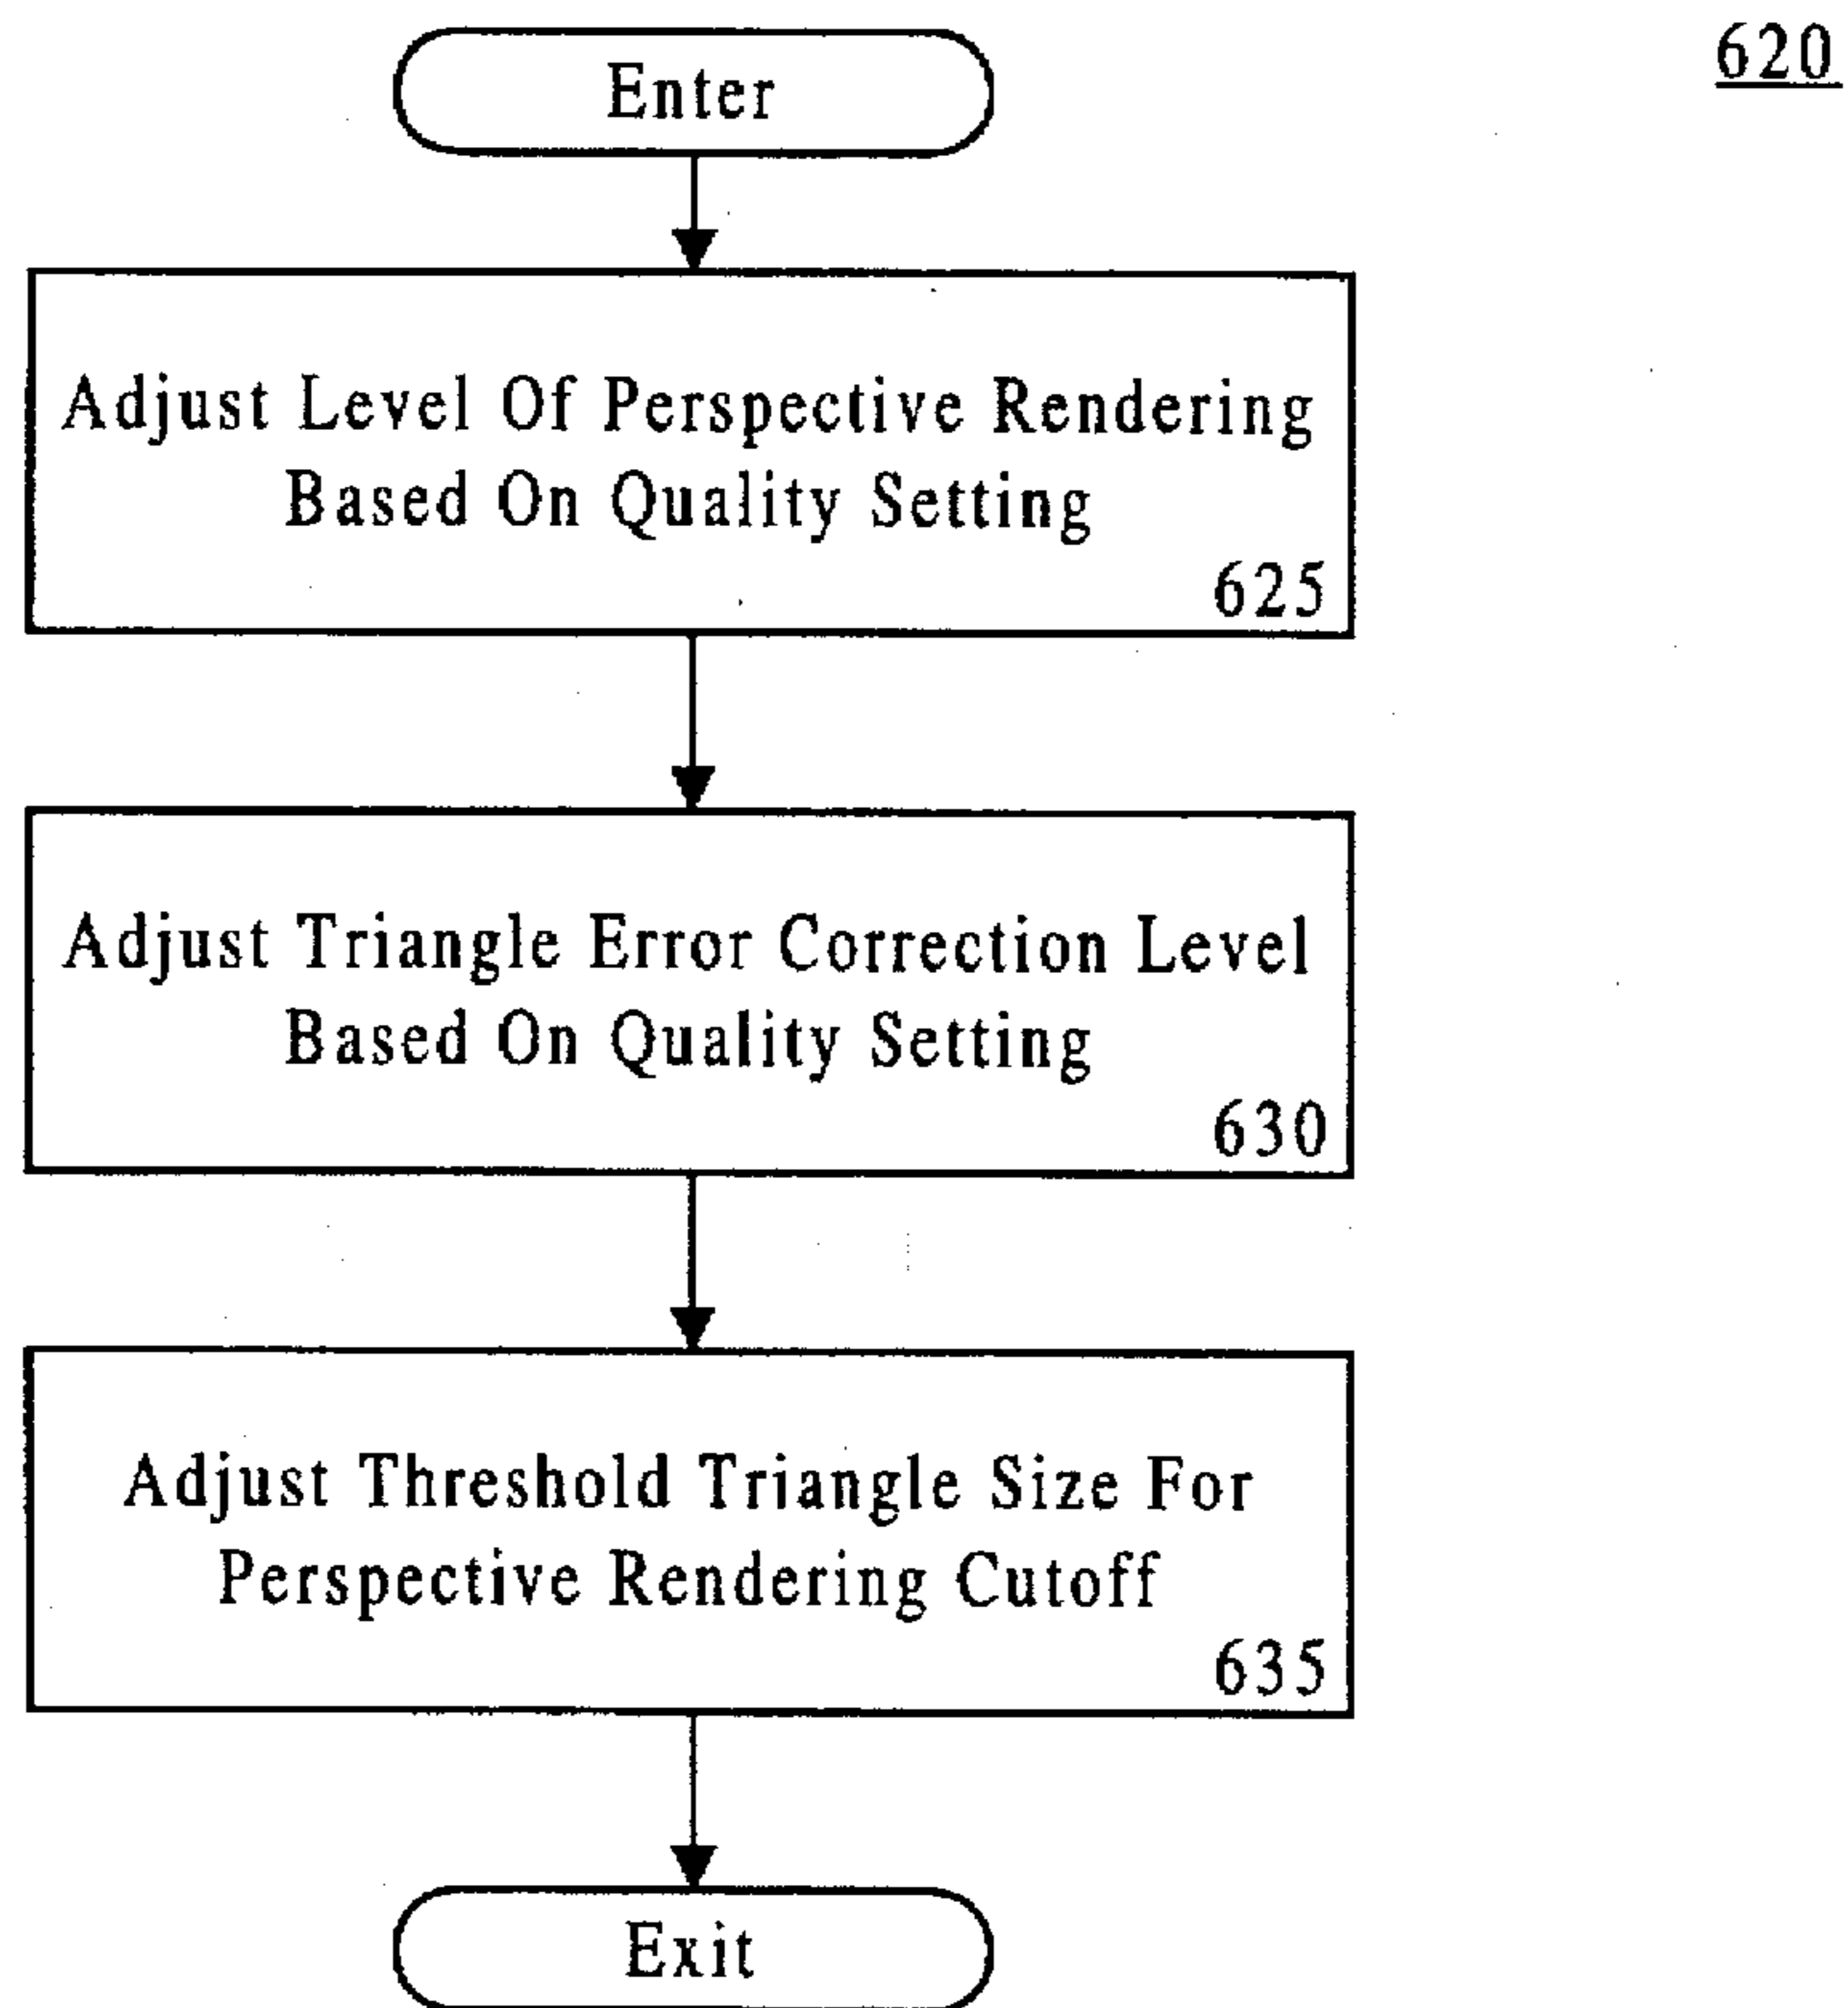 620
Enter
Adjust Level Of Perspective Rendering
Based On Quality Setting
625
Adjust Triangle Error Correction Level
Based On Quality Setting
630
Adjust Threshold Triangle Size For
Perspective Rendering Cutoff
635
Exit